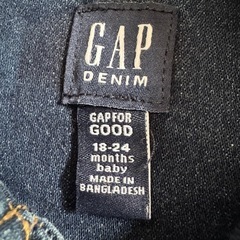 GAP
DENIM
GAP FOR
GOOD
18-24
months
baby
MADE IN
BANGLADESH